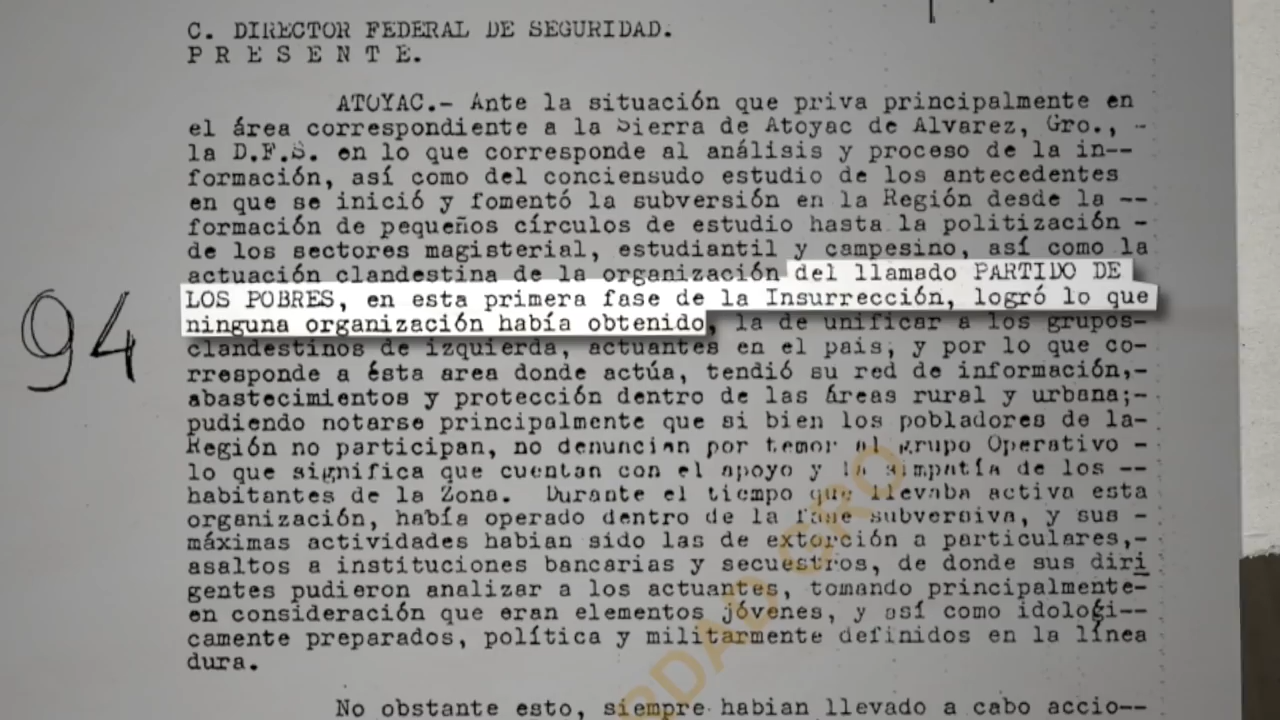 C. DIRECTOR FEDERAL DE SEGURIDAD.
P R E S E N T E.
ATOYAC.- Ante la situación que priva principalmente en
el área correspondiente a la Sierra de Atoyac de Alvarez, Gro., -
la D.F.S. en lo que corresponde al análisis y proceso de la in--
formación, así como del conciensudo estudio de los antecedentes
en que se inició y fomentó la subversión en la Región desde la --
formación de pequeños círculos de estudio hasta la politización -
de los sectores magisterial, estudiantil y campesino, así como la
actuación clandestina de la organización del llamado PARTIDO DE
LOS POBRES, en esta primera fase de la Insurrección, logró lo que
ninguna organización había obtenido, la de unificar a los grupos-
clandestinos de izquierda, actuantes en el pais, y por lo que co-
rresponde a ésta area donde actúa, tendió su red de información,-
abastecimientos y protección dentro de las áreas rural y urbana;-
pudiendo notarse principalmente que si bien los pobladores de la-
Región no participan, no denuncian por temor al grupo Operativo -
lo que significa que cuentan con el apoyo y la simpatía de los --
habitantes de la Zona. Durante el tiempo que llevaba activa esta
organización, había operado dentro de la fase subversiva, y sus -
máximas actividades habian sido las de extorción a particulares,-
asaltos a instituciones bancarias y secuestros, de donde sus diri
gentes pudieron analizar a los actuantes, tomando principalmente-
en consideración que eran elementos jóvenes, y así como idologi--
camente preparados, política y militarmente definidos en la línea
dura.
No obstante esto, siempre habian llevado a cabo accio--
94